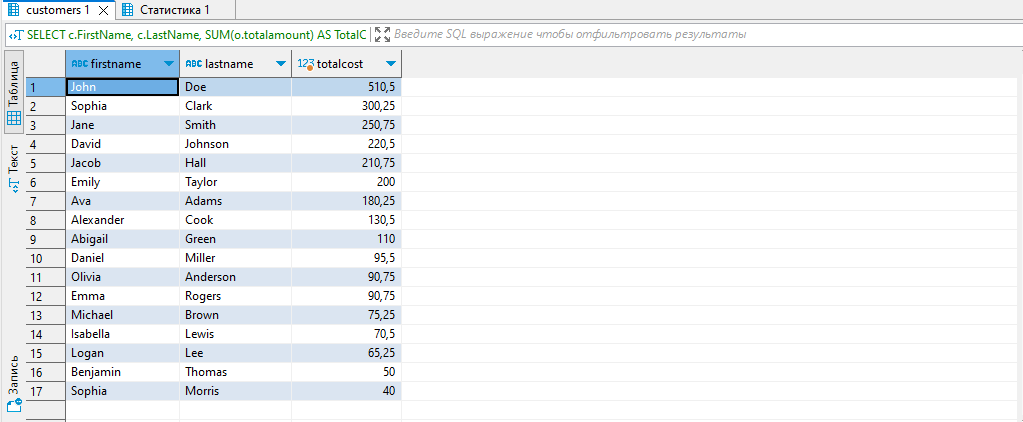 customers 1 Статистика 1
SELECT c.FirstName, c.LastName, SUM(o.totalamount) AS TotalC Введите SQL выражение чтобы отфильтровать результаты
Таблица
Текст
Запись
ABC firstname ABC lastname 123 totalcost
1 John Doe 510,5
2 Sophia Clark 300,25
3 Jane Smith 250,75
4 David Johnson 220,5
5 Jacob Hall 210,75
6 Emily Taylor 200
7 Ava Adams 180,25
8 Alexander Cook 130,5
9 Abigail Green 110
10 Daniel Miller 95,5
11 Olivia Anderson 90,75
12 Emma Rogers 90,75
13 Michael Brown 75,25
14 Isabella Lewis 70,5
15 Logan Lee 65,25
16 Benjamin Thomas 50
17 Sophia Morris 40